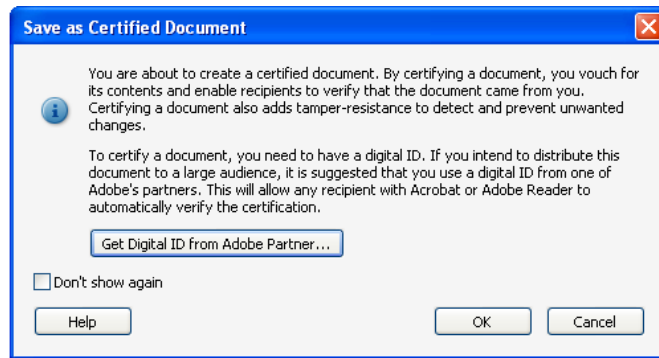 Save as Certified Document
You are about to create a certified document. By certifying a document, you vouch for
its contents and enable recipients to verify that the document came from you.
Certifying a document also adds tamper-resistance to detect and prevent unwanted
changes.
To certify a document, you need to have a digital ID. If you intend to distribute this
document to a large audience, it is suggested that you use a digital ID from one of
Adobe's partners. This will allow any recipient with Acrobat or Adobe Reader to
automatically verify the certification.
Get Digital ID from Adobe Partner...
Don't show again
Help OK Cancel